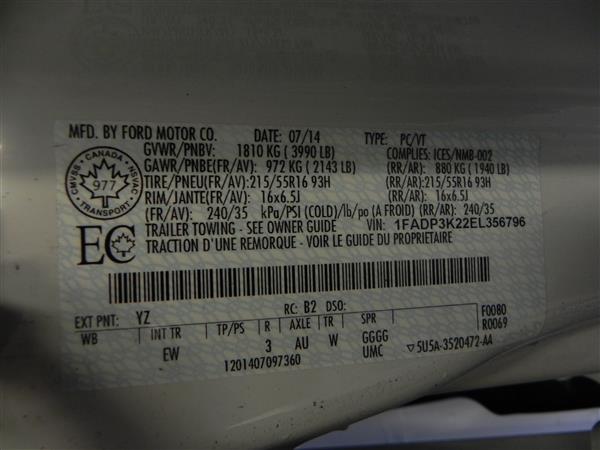 MFD. BY FORD MOTOR CO. DATE: 07/14 TYPE: PC/VT
GVWR/PNBV: 1810 KG ( 3990 LB) COMPLIES: ICES/NMB-002
GAWR/PNBE(FR/AV): 972 KG ( 2143 LB) (RR/AR) 880 KG ( 1940 LB)
TIRE/PNEU(FR/AV): 215/55R16 93H (RR/AR): 215/55R16 93H
RIM/JANTE(FR/AV): 16x6.5J (RR/AR): 16x6.5J
(FR/AV): 240/35 kPa/PSI (COLD)/lb/po (A FROID) / (RR/AR): 240/35
TRAILER TOWING - SEE OWNER GUIDE VIN: 1FADP3K22EL356796
TRACTION D'UNE REMORQUE - VOIR LE GUIDE DU PROPRIETAIRE
CANADA
CMVSS NSVAC
977
TRANSPORT
EC
EXT PNT: YZ RC: B2 DSO: F0080
WB INT TR TP/PS R AXLE TR SPR R0069
EW 3 AU W GGGG
1201407097360 UMC ▽5U5A-3520472-AA